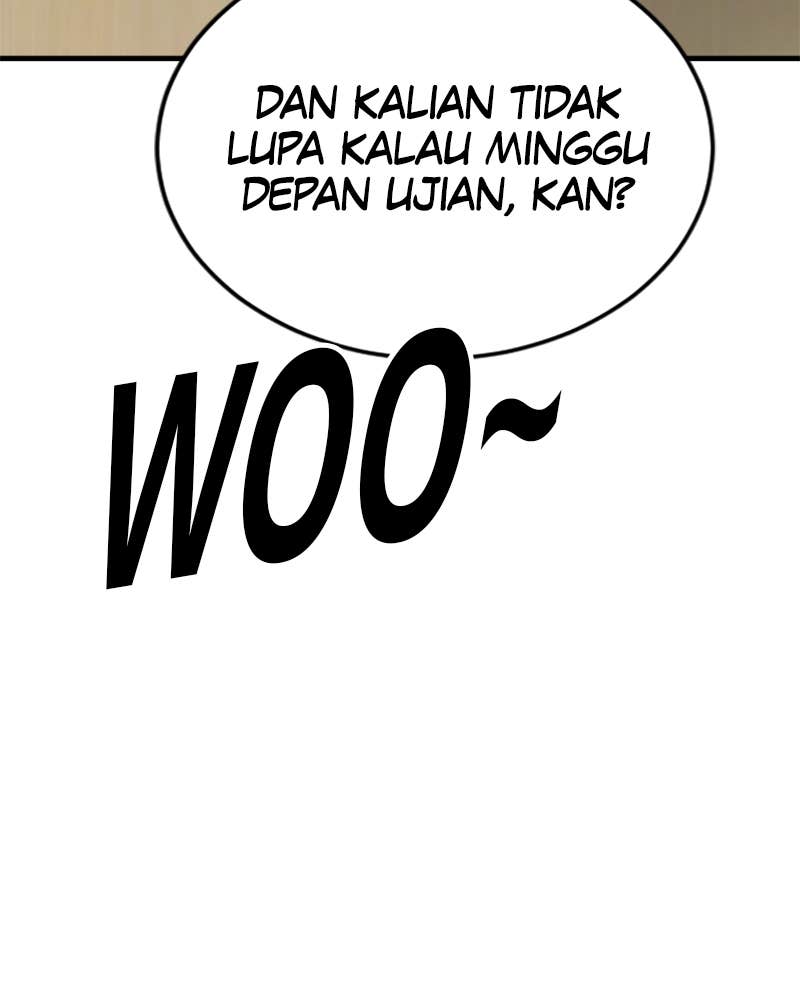 DAN KALIAN TIDAK
LUPA KALAU MINGGU
DEPAN UJIAN, KAN?
WOO~